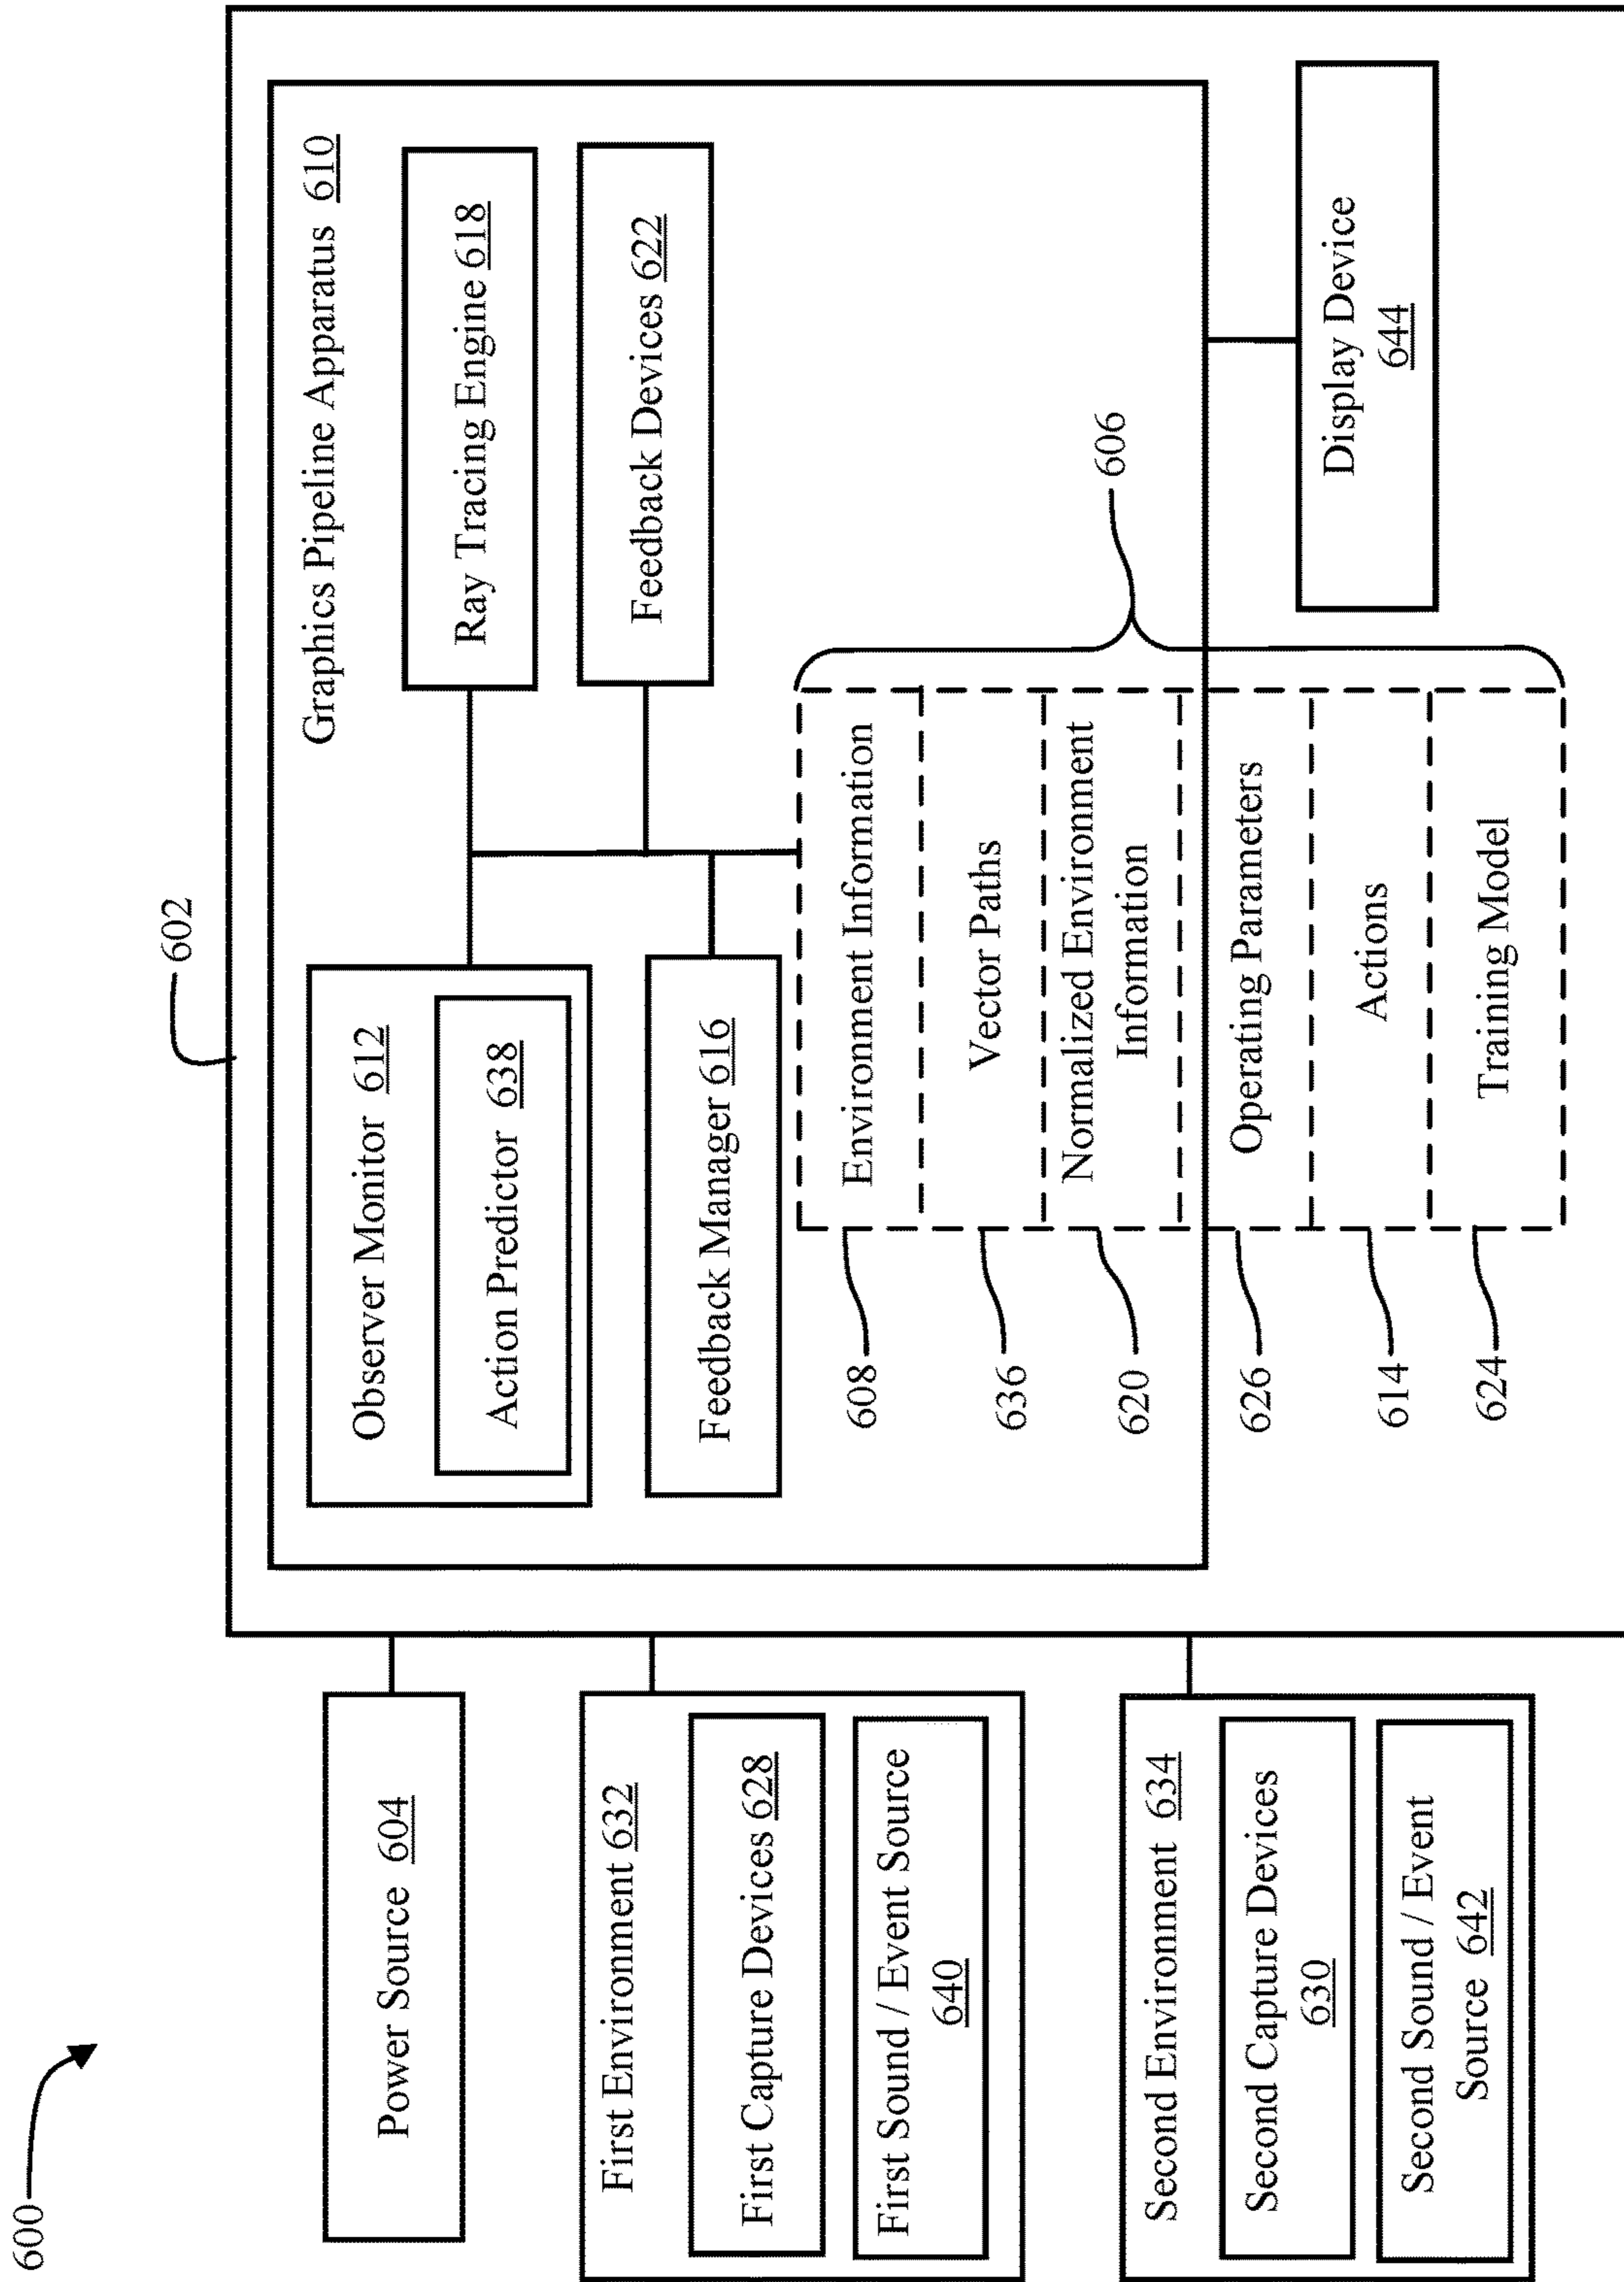 600
602
Power Source 604
First Environment 632
First Capture Devices 628
First Sound / Event Source
640
Second Environment 634
Second Capture Devices
630
Second Sound / Event
Source 642
Graphics Pipeline Apparatus 610
Observer Monitor 612
Action Predictor 638
Feedback Manager 616
Ray Tracing Engine 618
Feedback Devices 622
606
608
Environment Information
636
Vector Paths
620
Normalized Environment
Information
626
Operating Parameters
614
Actions
624
Training Model
Display Device
644